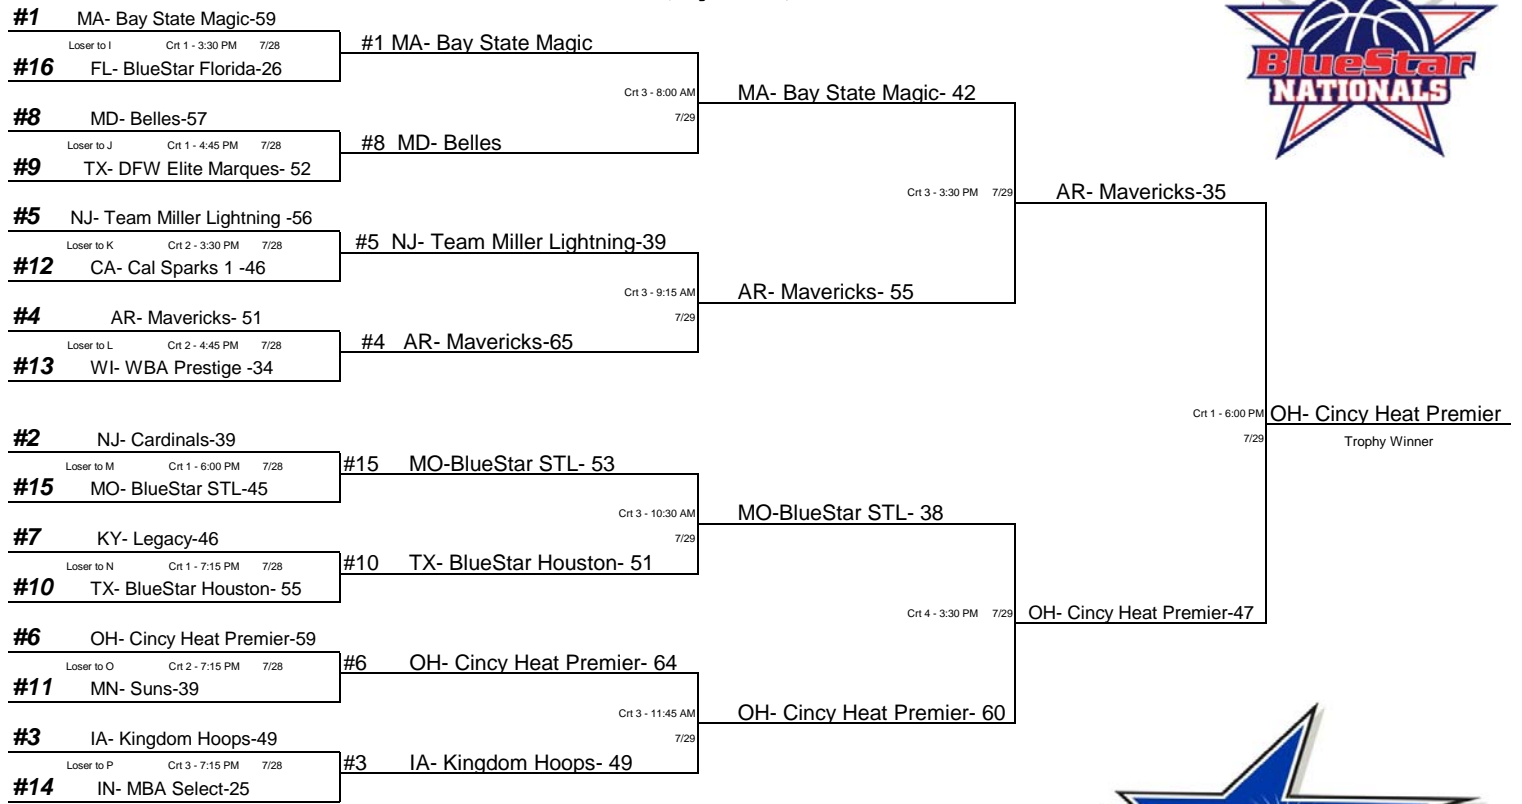 #1 MA- Bay State Magic-59
Loser to I Crt 1 - 3:30 PM 7/28
#16 FL- BlueStar Florida-26
#8 MD- Belles-57
Loser to J Crt 1 - 4:45 PM 7/28
#9 TX- DFW Elite Marques- 52
#5 NJ- Team Miller Lightning -56
Loser to K Crt 2 - 3:30 PM 7/28
#12 CA- Cal Sparks 1 -46
#4 AR- Mavericks- 51
Loser to L Crt 2 - 4:45 PM 7/28
#13 WI- WBA Prestige -34
#2 NJ- Cardinals-39
Loser to M Crt 1 - 6:00 PM 7/28
#15 MO- BlueStar STL-45
#7 KY- Legacy-46
Loser to N Crt 1 - 7:15 PM 7/28
#10 TX- BlueStar Houston- 55
#6 OH- Cincy Heat Premier-59
Loser to O Crt 2 - 7:15 PM 7/28
#11 MN- Suns-39
#3 IA- Kingdom Hoops-49
Loser to P Crt 3 - 7:15 PM 7/28
#14 IN- MBA Select-25
#1 MA- Bay State Magic
Crt 3 - 8:00 AM
7/29
#8 MD- Belles
#5 NJ- Team Miller Lightning-39
Crt 3 - 9:15 AM
7/29
#4 AR- Mavericks-65
#15 MO-BlueStar STL- 53
Crt 3 - 10:30 AM
7/29
#10 TX- BlueStar Houston- 51
#6 OH- Cincy Heat Premier- 64
Crt 3 - 11:45 AM
7/29
#3 IA- Kingdom Hoops- 49
MA- Bay State Magic- 42
Crt 3 - 3:30 PM 7/29
AR- Mavericks- 55
MO-BlueStar STL- 38
Crt 4 - 3:30 PM 7/29
OH- Cincy Heat Premier- 60
AR- Mavericks-35
Crt 1 - 6:00 PM
7/29
OH- Cincy Heat Premier-47
OH- Cincy Heat Premier
Trophy Winner
BlueStar
NATIONALS